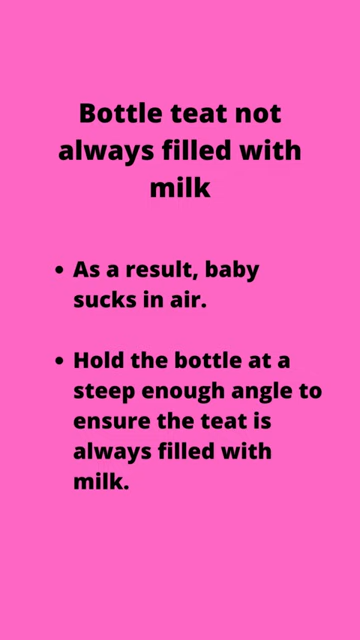 Bottle teat not
always filled with
milk
• As a result, baby
sucks in air.
• Hold the bottle at a
steep enough angle to
ensure the teat is
always filled with
milk.